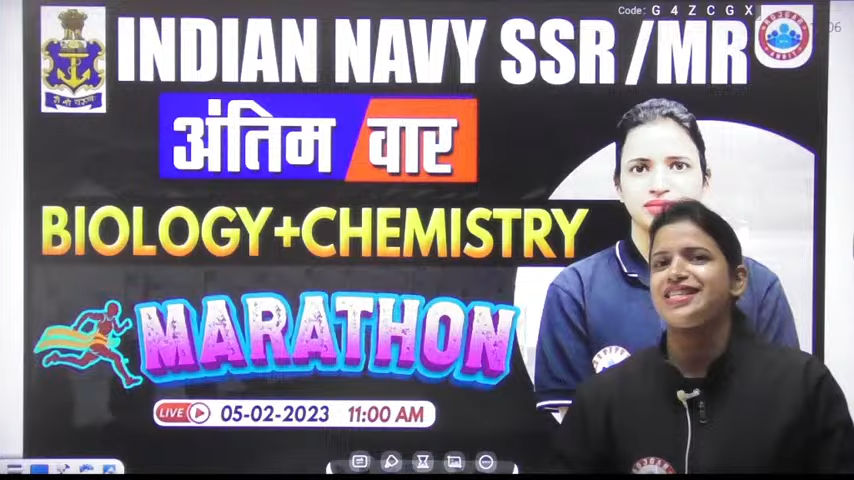 Code: G 4 Z C G X
INDIAN NAVY SSR/MR
अंतिम वार
BIOLOGY+CHEMISTRY
MARATHON
LIVE 05-02-2023 11:00 AM